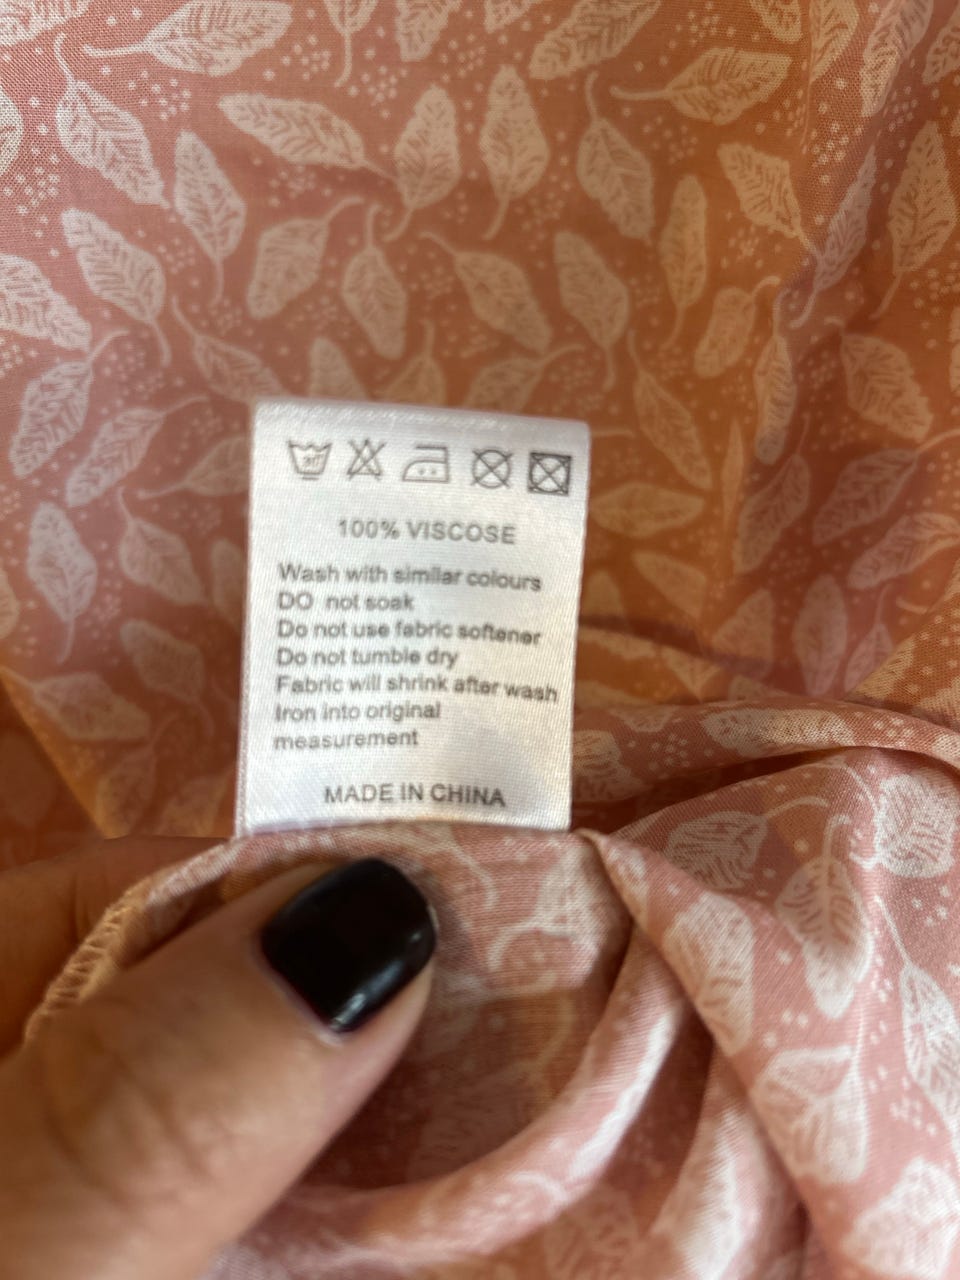 30
100% VISCOSE
Wash with similar colours
DO not soak
Do not use fabric softener
Do not tumble dry
Fabric will shrink after wash
Iron into original
measurement
MADE IN CHINA